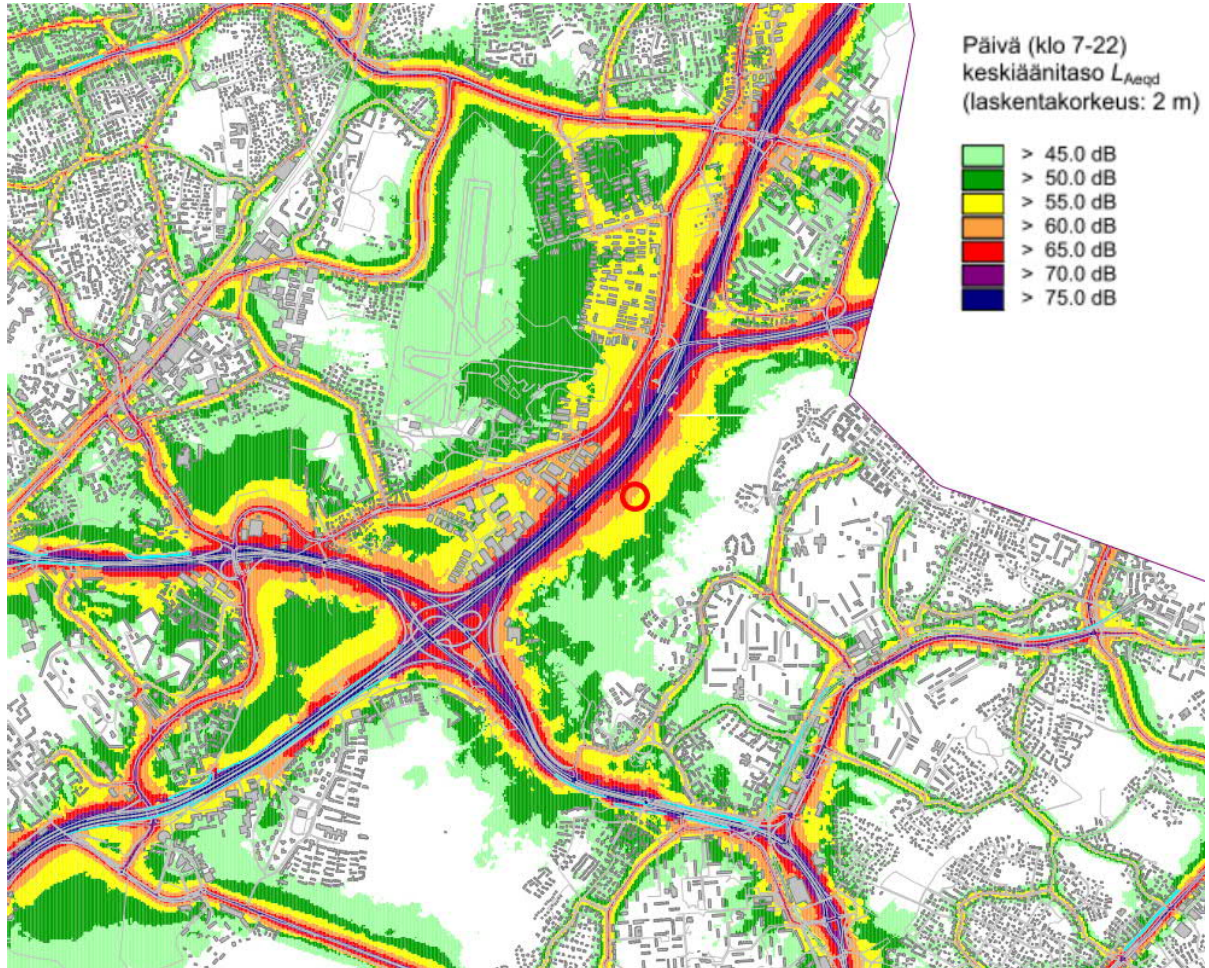 Päivä (klo 7-22)
keskiäänitaso LAeqd
(laskentakorkeus: 2 m)
> 45.0 dB
> 50.0 dB
> 55.0 dB
> 60.0 dB
> 65.0 dB
> 70.0 dB
> 75.0 dB